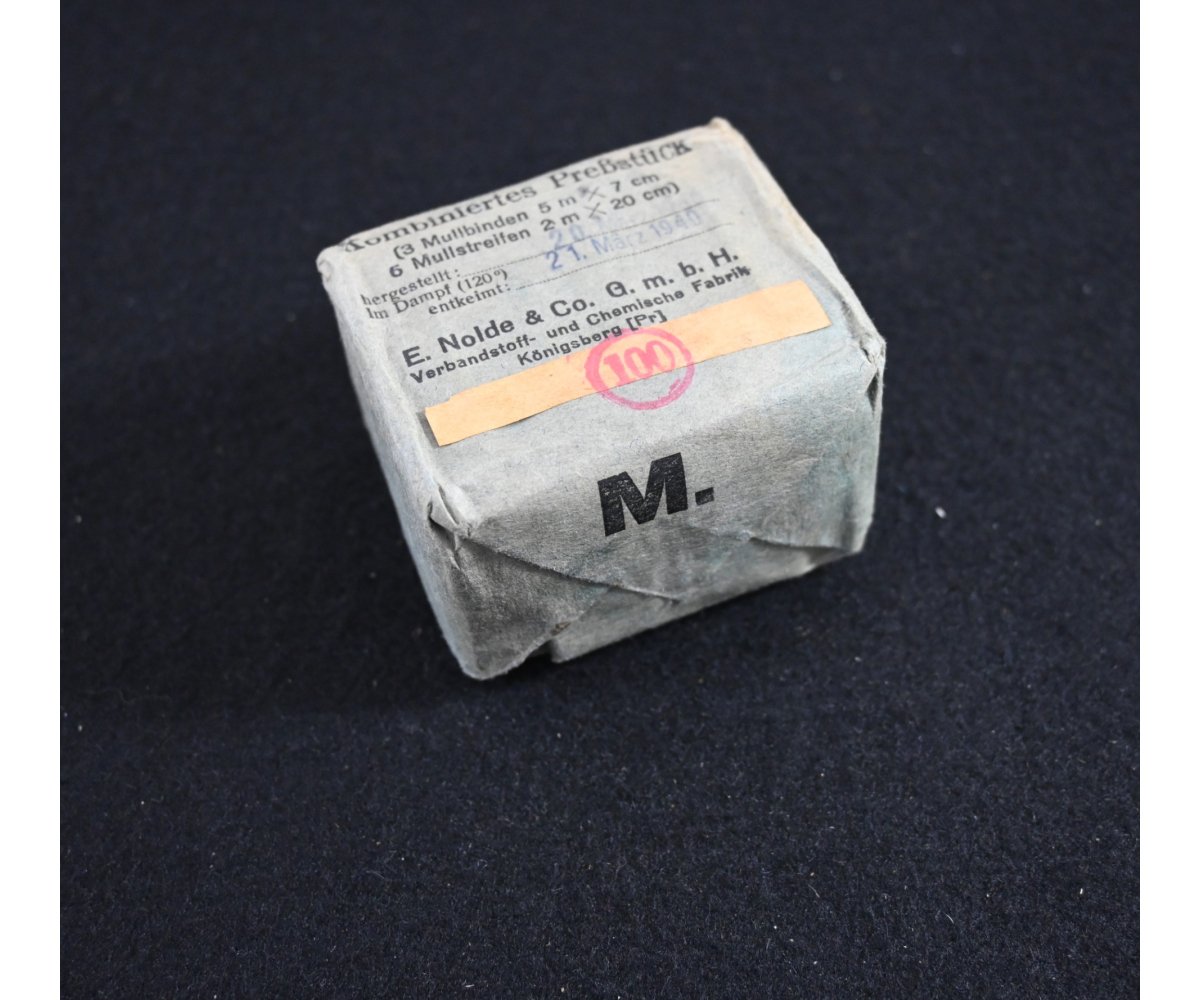 Kombiniertes Preßstück
(3 Mullbinden 5 m × 7 cm
6 Mullstreifen 2 m × 20 cm)
hergestellt: 20.
Im Dampf (120°)
entkeimt: 21. März 1940
E. Nolde & Co. G. m. b. H.
Verbandstoff- und Chemische Fabrik
Königsberg [Pr]
100
M.